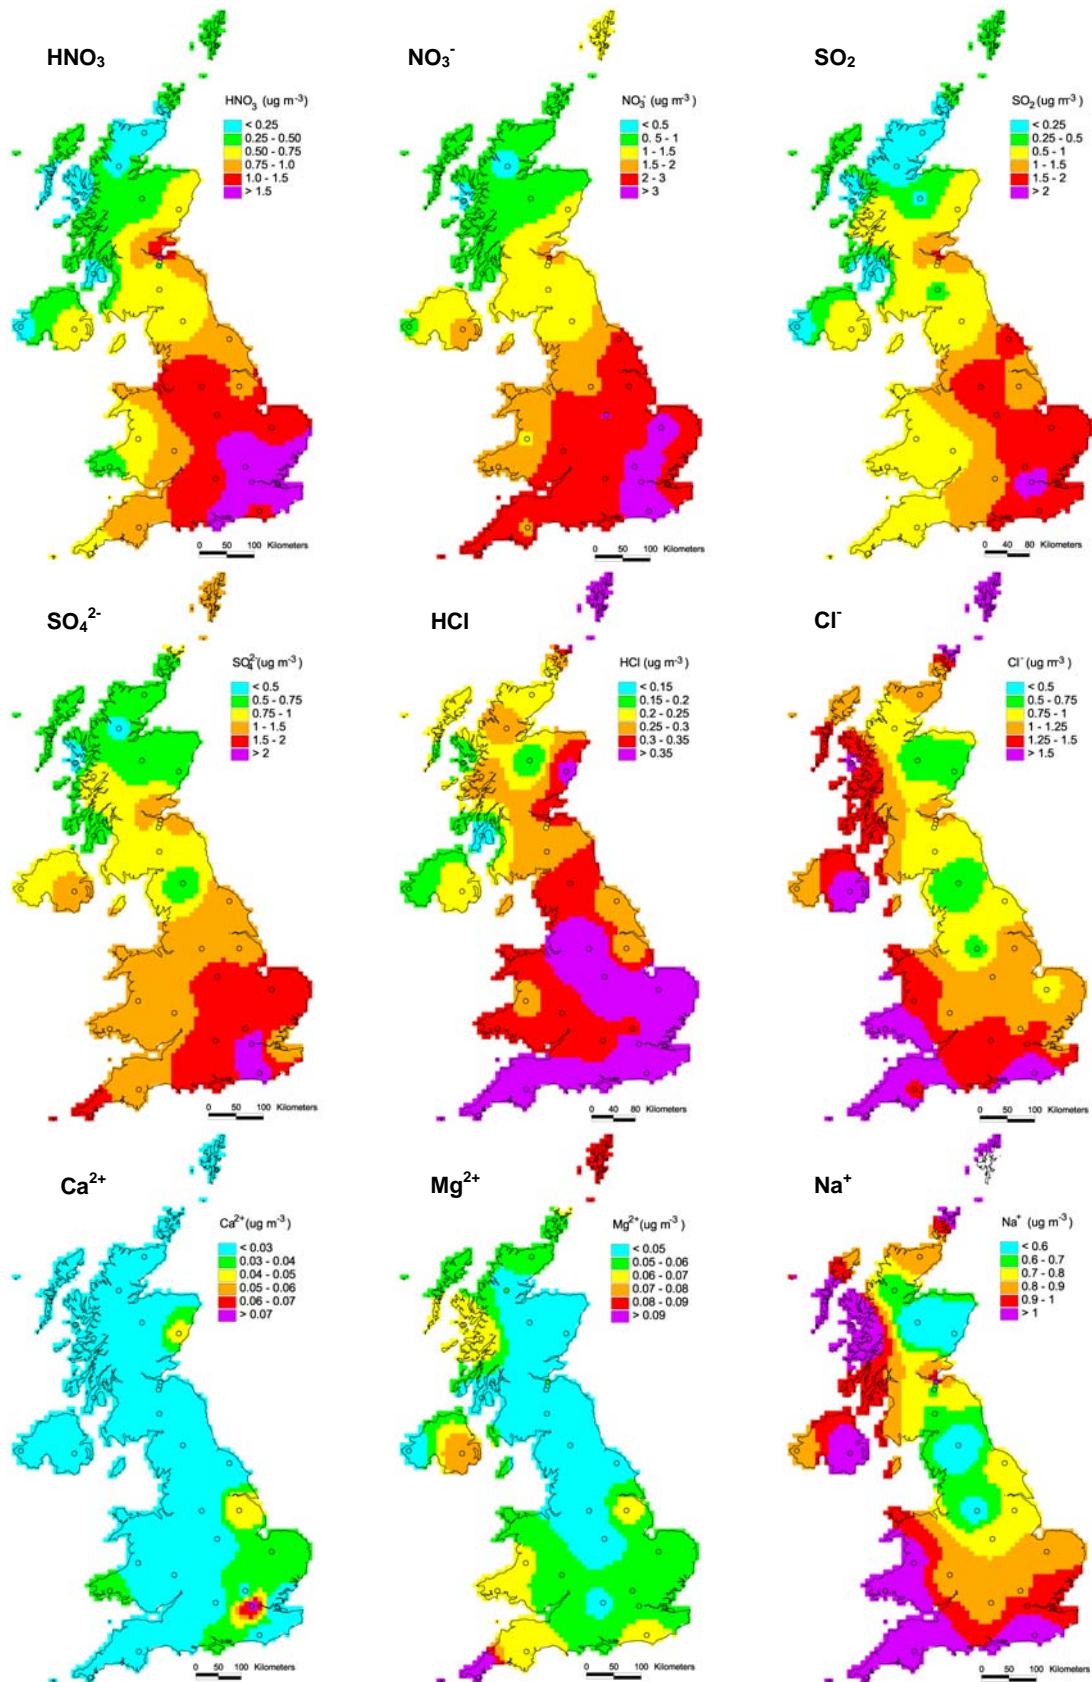 HNO3
HNO3 (ug m-3)
< 0.25
0.25 - 0.50
0.50 - 0.75
0.75 - 1.0
1.0 - 1.5
> 1.5
0 50 100 Kilometers
NO3-
NO3- (ug m-3)
< 0.5
0.5 - 1
1 - 1.5
1.5 - 2
2 - 3
> 3
0 50 100 Kilometers
SO2
SO2 (ug m-3)
< 0.25
0.25 - 0.5
0.5 - 1
1 - 1.5
1.5 - 2
> 2
0 40 80 Kilometers
SO42-
SO42- (ug m-3)
< 0.5
0.5 - 0.75
0.75 - 1
1 - 1.5
1.5 - 2
> 2
0 50 100 Kilometers
HCl
HCl (ug m-3)
< 0.15
0.15 - 0.2
0.2 - 0.25
0.25 - 0.3
0.3 - 0.35
> 0.35
0 40 80 Kilometers
Cl-
Cl- (ug m-3)
< 0.5
0.5 - 0.75
0.75 - 1
1 - 1.25
1.25 - 1.5
> 1.5
0 50 100 Kilometers
Ca2+
Ca2+ (ug m-3)
< 0.03
0.03 - 0.04
0.04 - 0.05
0.05 - 0.06
0.06 - 0.07
> 0.07
0 50 100 Kilometers
Mg2+
Mg2+ (ug m-3)
< 0.05
0.05 - 0.06
0.06 - 0.07
0.07 - 0.08
0.08 - 0.09
> 0.09
0 50 100 Kilometers
Na+
Na+ (ug m-3)
< 0.6
0.6 - 0.7
0.7 - 0.8
0.8 - 0.9
0.9 - 1
> 1
0 50 100 Kilometers